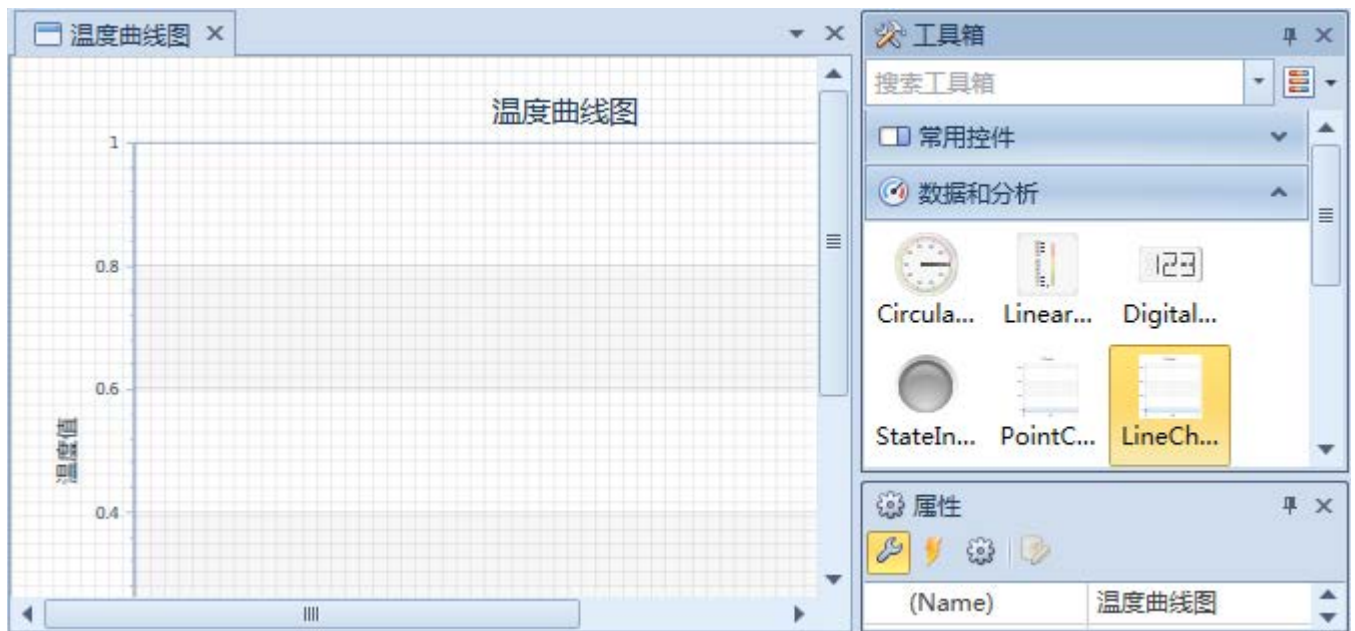 温度曲线图
温度曲线图
1
0.8
0.6
0.4
温度值
工具箱
搜索工具箱
常用控件
数据和分析
Circula... Linear... Digital...
123
StateIn... PointC... LineCh...
属性
(Name) 温度曲线图